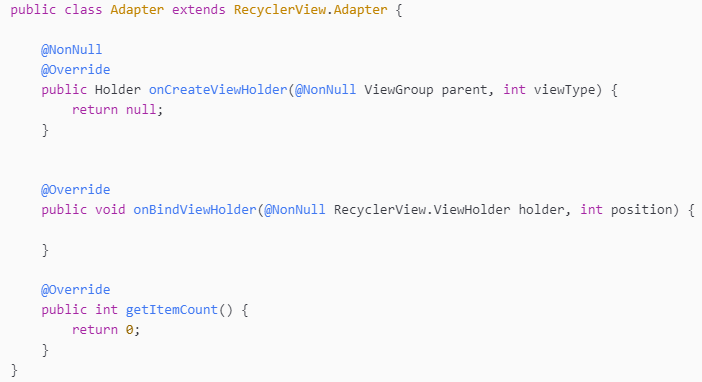 public class Adapter extends RecyclerView.Adapter {
@NonNull
@Override
public Holder onCreateViewHolder(@NonNull ViewGroup parent, int viewType) {
return null;
}
@Override
public void onBindViewHolder(@NonNull RecyclerView.ViewHolder holder, int position) {
}
@Override
public int getItemCount() {
return 0;
}
}